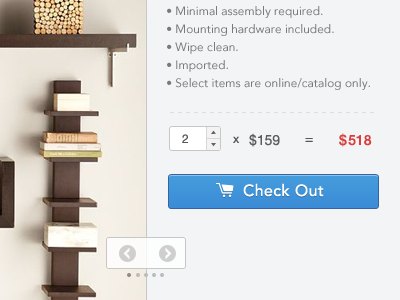 • Minimal assembly required.
• Mounting hardware included.
• Wipe clean.
• Imported.
• Select items are online/catalog only.
2 x $159 = $518
Check Out